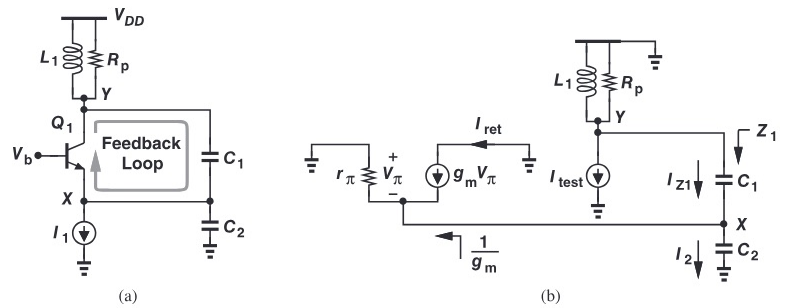 V_DD
L_1
R_p
Y
Q_1
Feedback
Loop
V_b
C_1
X
I_1
C_2
(a)
L_1
R_p
Y
Z_1
I_ret
r_π
+
V_π
−
g_m V_π
I_test
I_Z1
C_1
X
1
g_m
I_2
C_2
(b)